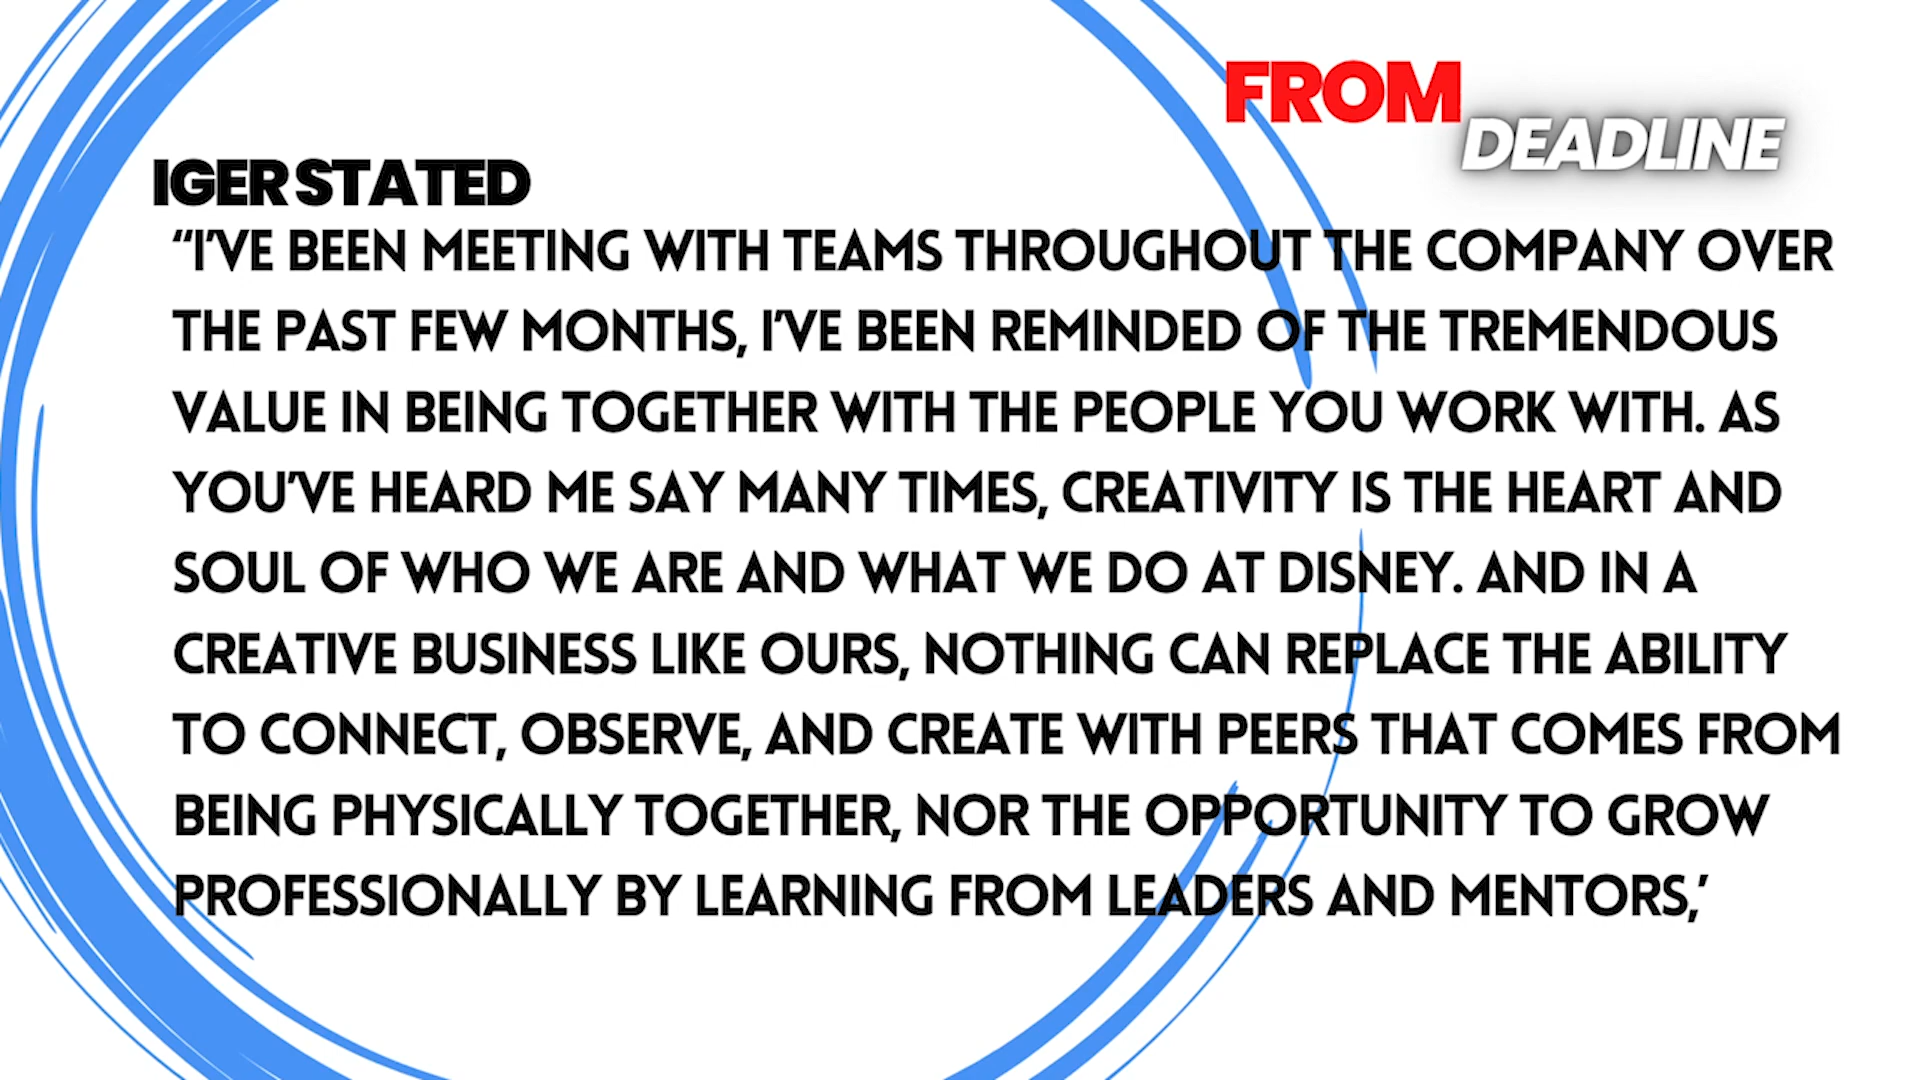 FROM
DEADLINE
IGER STATED
“I’VE BEEN MEETING WITH TEAMS THROUGHOUT THE COMPANY OVER
THE PAST FEW MONTHS, I’VE BEEN REMINDED OF THE TREMENDOUS
VALUE IN BEING TOGETHER WITH THE PEOPLE YOU WORK WITH. AS
YOU’VE HEARD ME SAY MANY TIMES, CREATIVITY IS THE HEART AND
SOUL OF WHO WE ARE AND WHAT WE DO AT DISNEY. AND IN A
CREATIVE BUSINESS LIKE OURS, NOTHING CAN REPLACE THE ABILITY
TO CONNECT, OBSERVE, AND CREATE WITH PEERS THAT COMES FROM
BEING PHYSICALLY TOGETHER, NOR THE OPPORTUNITY TO GROW
PROFESSIONALLY BY LEARNING FROM LEADERS AND MENTORS,’